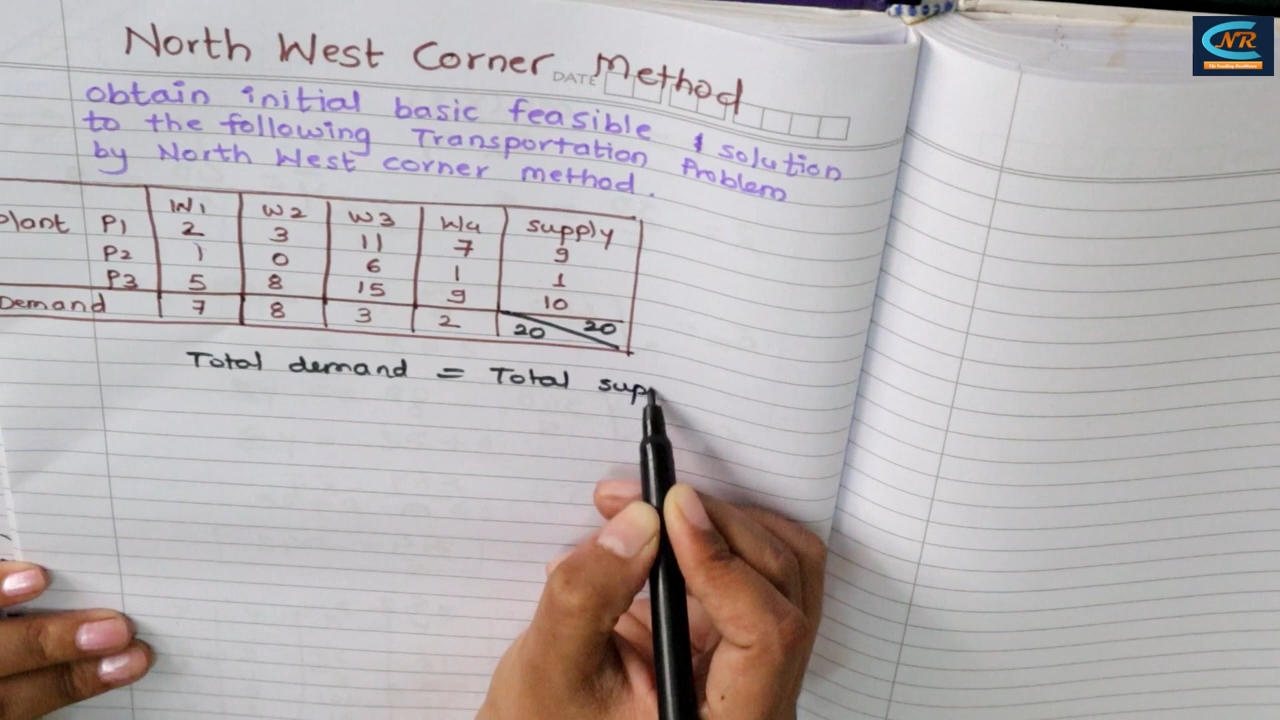 North West Corner Method
DATE
obtain initial basic feasible solution
to the following Transportation Problem
by North West corner method.
W1 W2 W3 W4 supply
Plant P1 2 3 11 7 9
P2 1 0 6 1 1
P3 5 8 15 9 10
Demand 7 8 3 2 20 20
Total demand = Total supp
NR